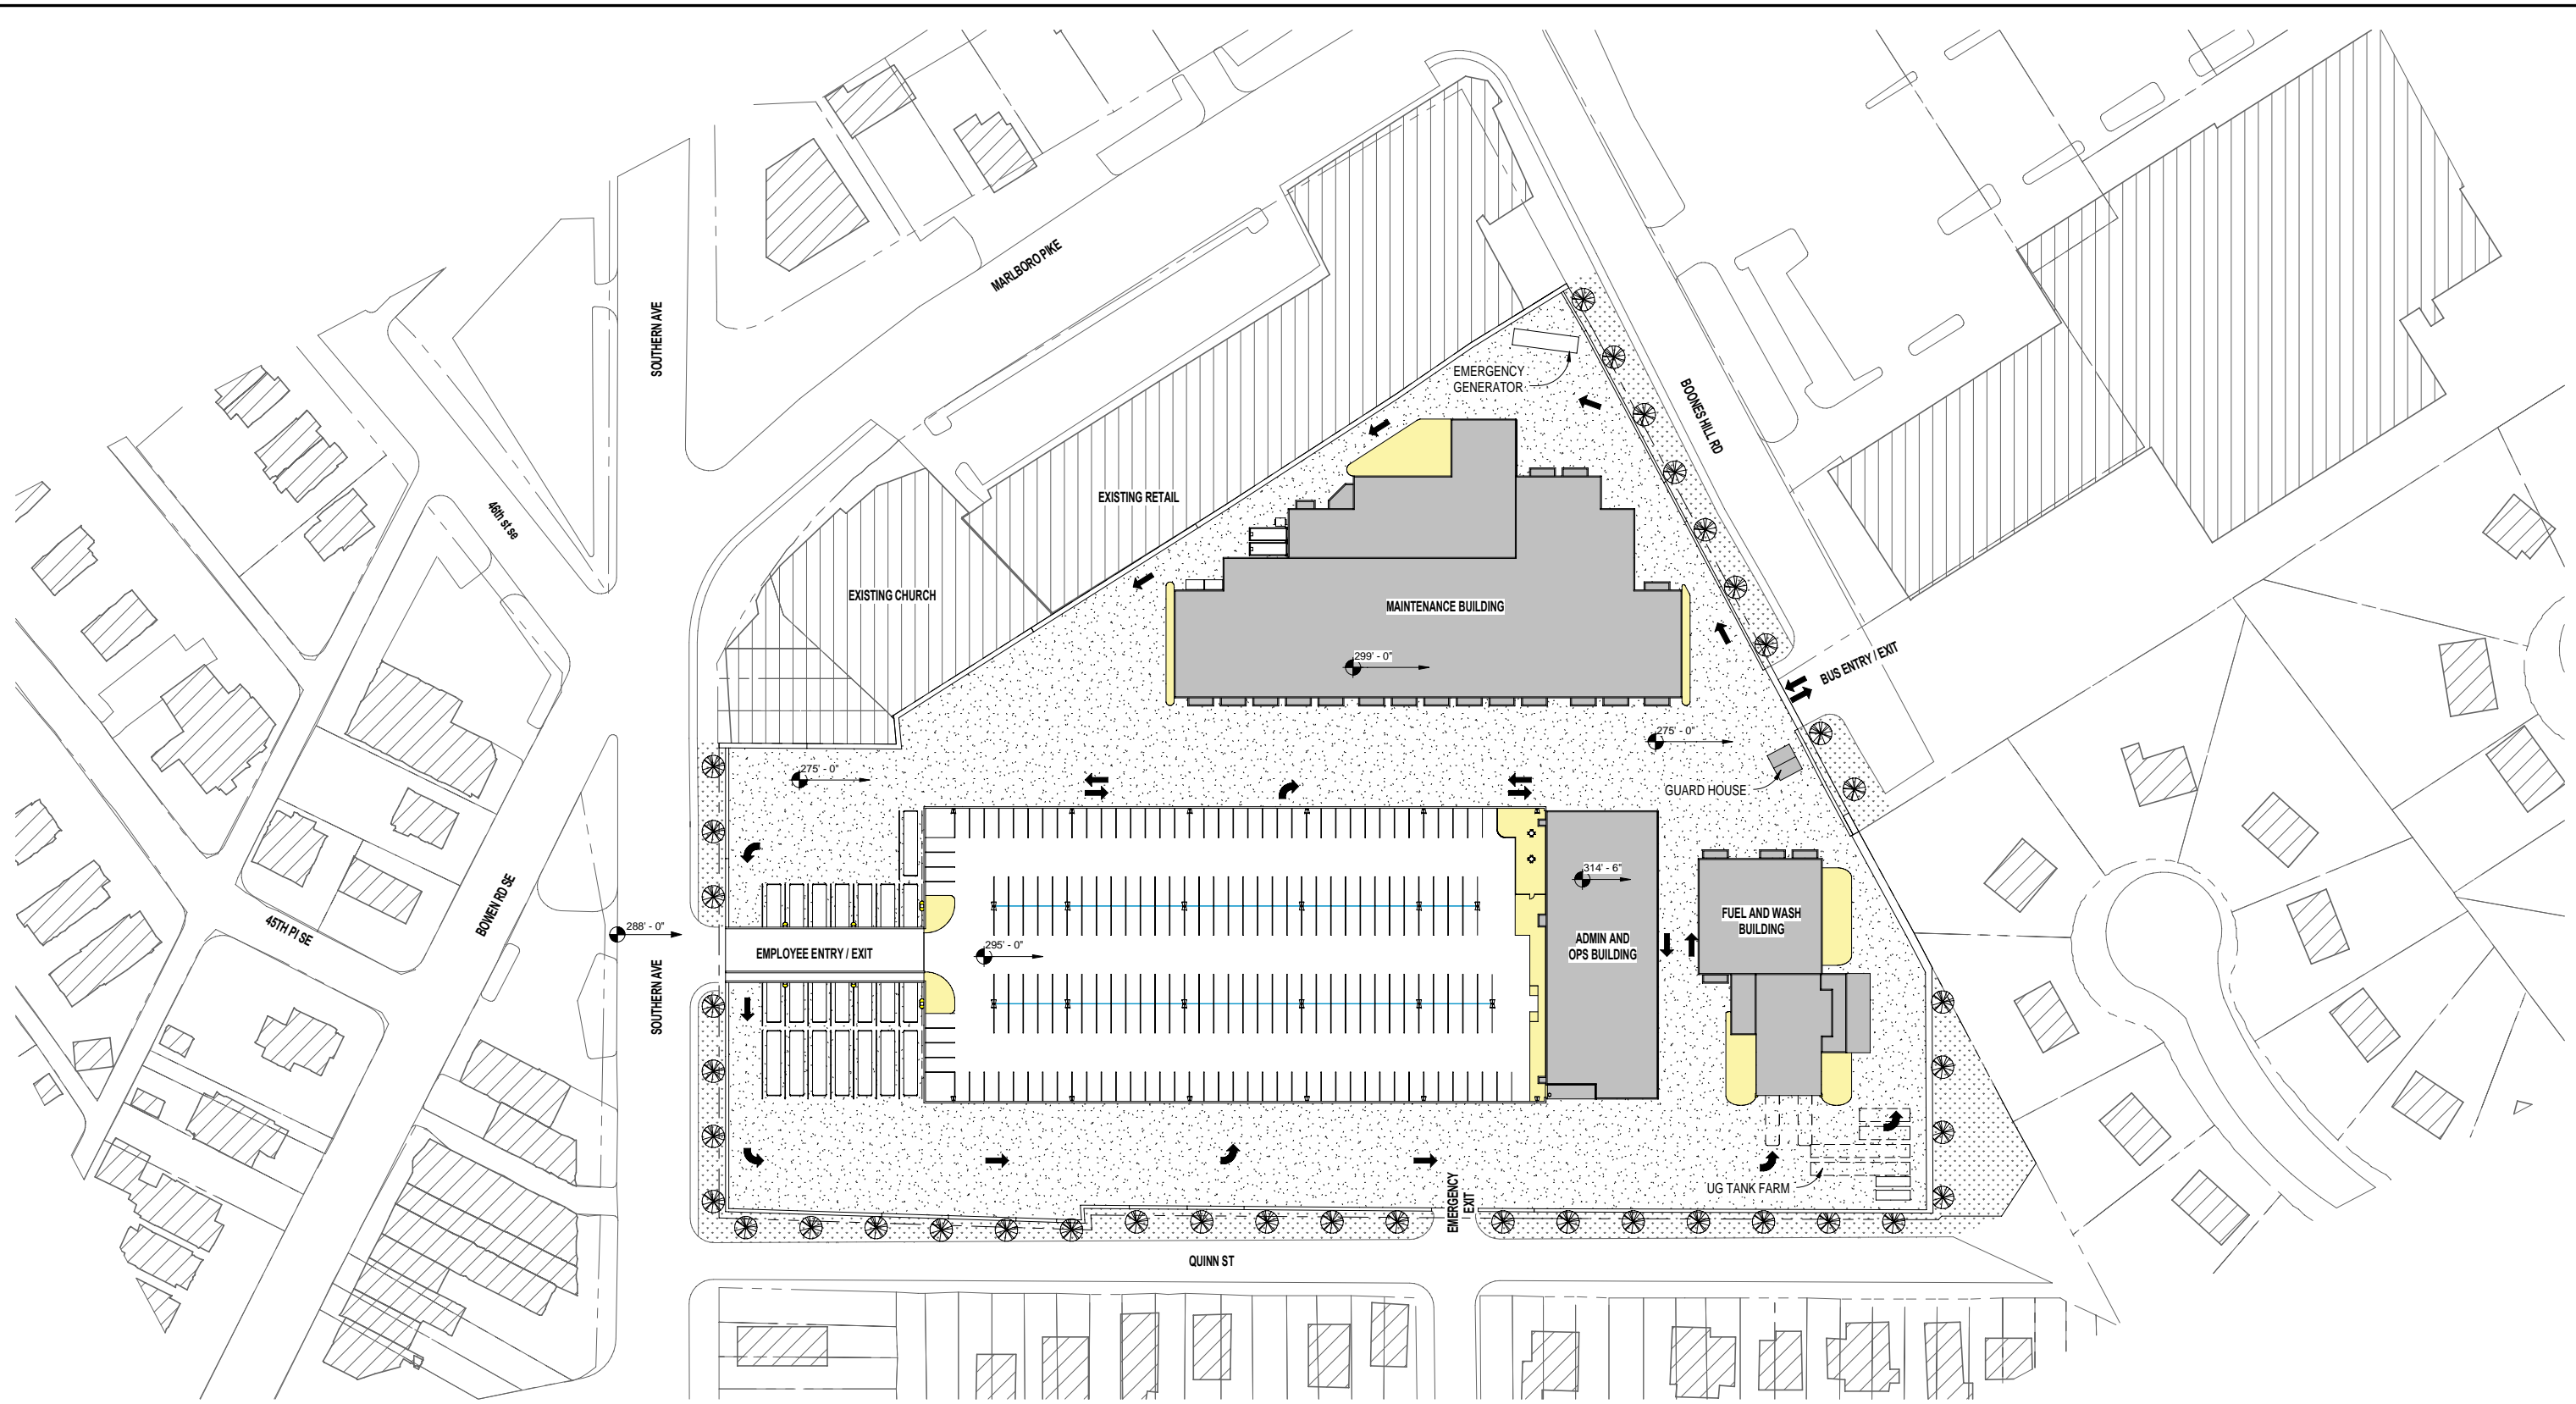 MARLBORO PIKE
SOUTHERN AVE
EMERGENCY
GENERATOR
BOONES HILL RD
EXISTING RETAIL
46th st se
EXISTING CHURCH
MAINTENANCE BUILDING
299' - 0"
BUS ENTRY / EXIT
275' - 0"
275' - 0"
GUARD HOUSE
314' - 6"
BOWEN RD SE
45TH Pl SE
288' - 0"
EMPLOYEE ENTRY / EXIT
295' - 0"
ADMIN AND
OPS BUILDING
FUEL AND WASH
BUILDING
SOUTHERN AVE
UG TANK FARM
EMERGENCY
EXIT
QUINN ST